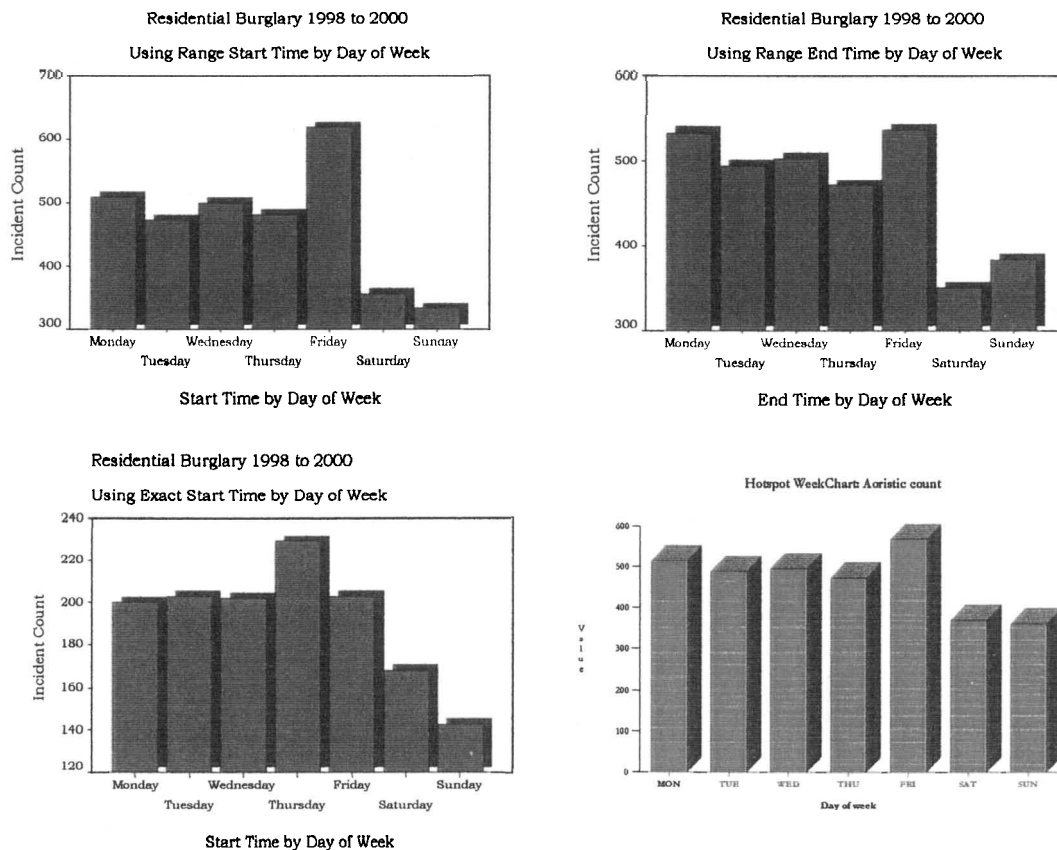 Residential Burglary 1998 to 2000
Using Range Start Time by Day of Week
700
600
500
400
300
Incident Count
Monday
Tuesday
Wednesday
Thursday
Friday
Saturday
Sunday
Start Time by Day of Week
Residential Burglary 1998 to 2000
Using Range End Time by Day of Week
600
500
400
300
Incident Count
Monday
Tuesday
Wednesday
Thursday
Friday
Saturday
Sunday
End Time by Day of Week
Residential Burglary 1998 to 2000
Using Exact Start Time by Day of Week
240
220
200
180
160
140
120
Incident Count
Monday
Tuesday
Wednesday
Thursday
Friday
Saturday
Sunday
Start Time by Day of Week
Hotspot WeekChart: Aoristic count
600
500
400
300
200
100
0
Value
MON
TUE
WED
THU
FRI
SAT
SUN
Day of week